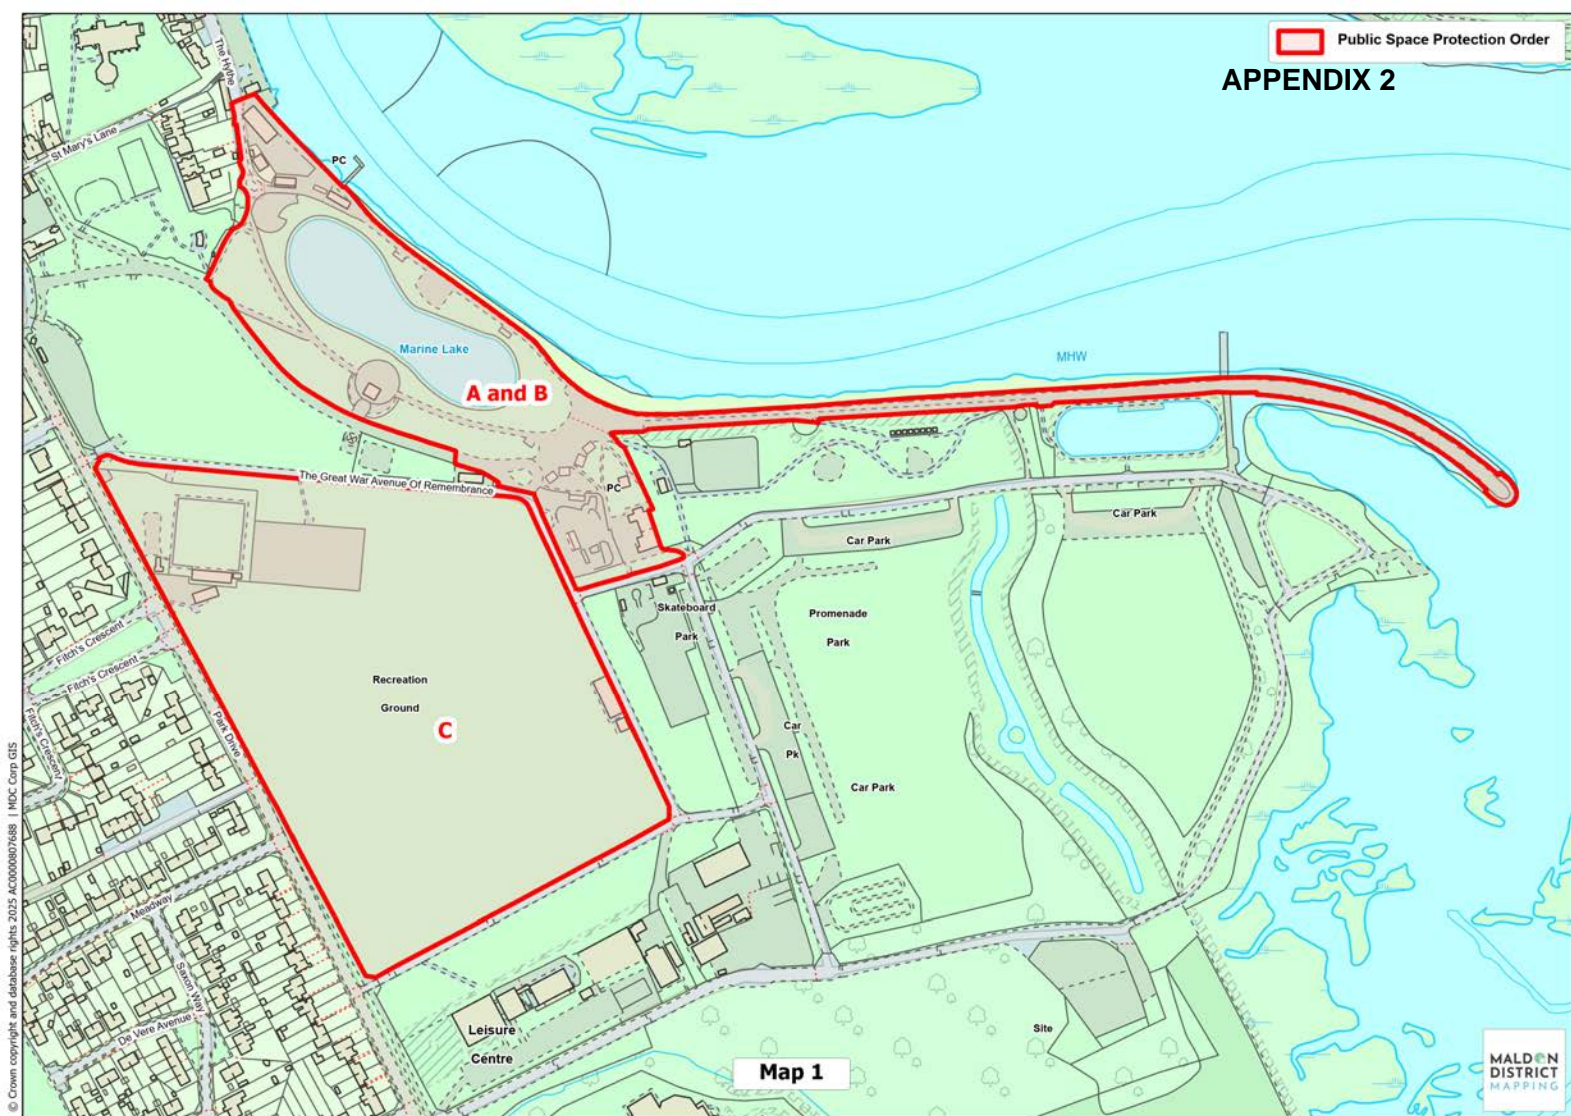 Public Space Protection Order
APPENDIX 2
The Hythe
St Mary's Lane
PC
Marine Lake
A and B
MHW
The Great War Avenue Of Remembrance
PC
Car Park
Car Park
Skateboard
Park
Promenade
Park
Fitch's Crescent
Fitch's Crescent
Fitch's Crescent
Recreation
Ground
C
Park Drive
Car
Pk
Car Park
Meadway
Saxon Way
De Vere Avenue
Leisure
Centre
Site
Map 1
MALDON
DISTRICT
MAPPING
© Crown copyright and database rights 2025 AC0000807688 | MDC Corp GIS